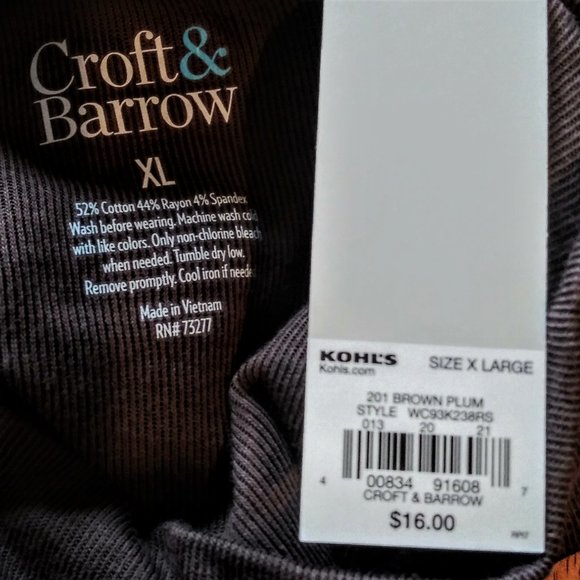 Croft&
Barrow
XL
52% Cotton 44% Rayon 4% Spandex
Wash before wearing. Machine wash cold
with like colors. Only non-chlorine bleach
when needed. Tumble dry low.
Remove promptly. Cool iron if needed
Made in Vietnam
RN# 73277
KOHL'S SIZE X LARGE
Kohls.com
201 BROWN PLUM
STYLE WC93K238RS
013 20 21
4 00834 91608 7
CROFT & BARROW
$16.00